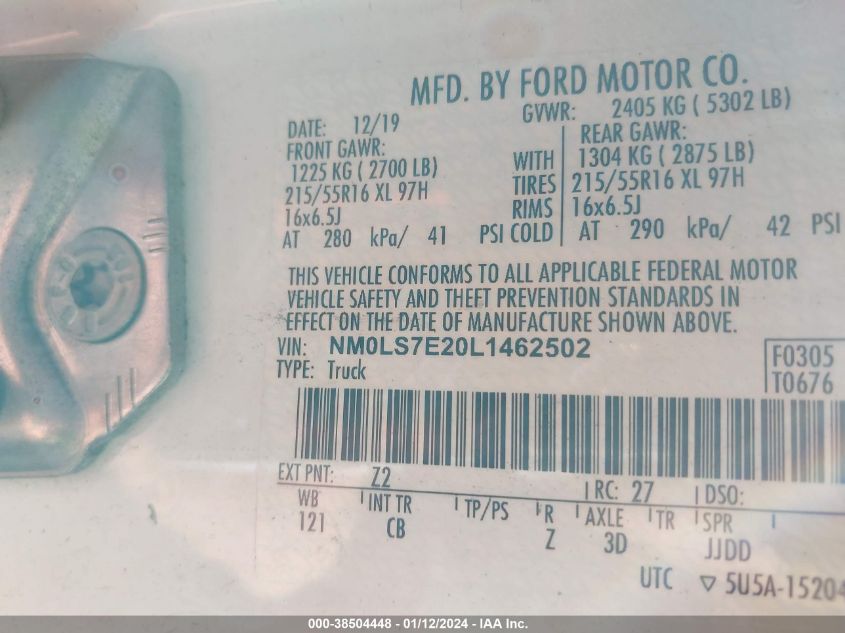 MFD. BY FORD MOTOR CO.
DATE: 12/19 GVWR: 2405 KG ( 5302 LB)
FRONT GAWR: REAR GAWR:
1225 KG ( 2700 LB) WITH 1304 KG ( 2875 LB)
215/55R16 XL 97H TIRES 215/55R16 XL 97H
16x6.5J RIMS 16x6.5J
AT 280 kPa/ 41 PSI COLD AT 290 kPa/ 42 PSI
THIS VEHICLE CONFORMS TO ALL APPLICABLE FEDERAL MOTOR
VEHICLE SAFETY AND THEFT PREVENTION STANDARDS IN
EFFECT ON THE DATE OF MANUFACTURE SHOWN ABOVE.
VIN: NM0LS7E20L1462502
TYPE: Truck
F0305
T0676
EXT PNT: Z2 RC: 27 DSO:
WB INT TR TP/PS R AXLE TR SPR
121 CB Z 3D JJDD
UTC ▽ 5U5A-15204
000-38504448 - 01/12/2024 - IAA Inc.